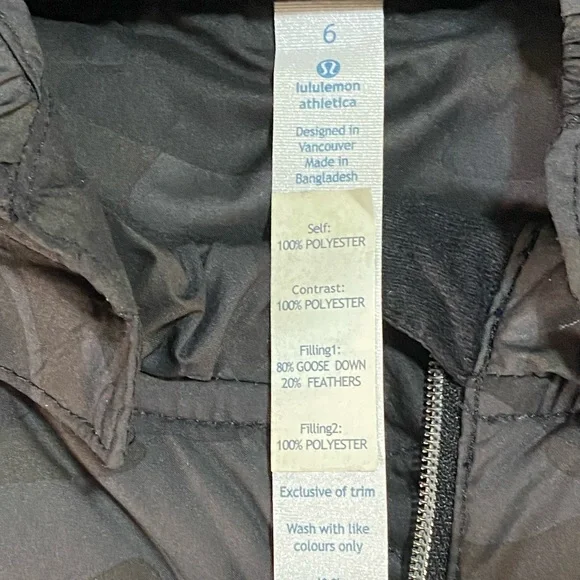 6
lululemon
athletica
Designed in
Vancouver
Made in
Bangladesh
Self:
100% POLYESTER
Contrast:
100% POLYESTER
Filling1:
80% GOOSE DOWN
20% FEATHERS
Filling2:
100% POLYESTER
Exclusive of trim
Wash with like
colours only